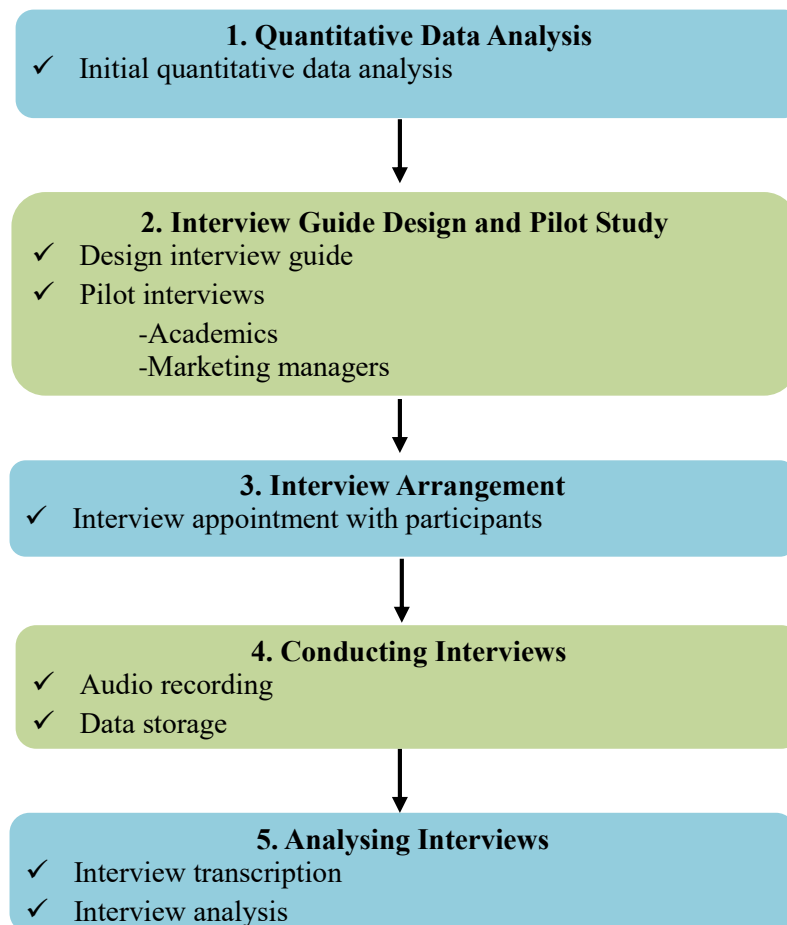 1. Quantitative Data Analysis
✓ Initial quantitative data analysis
2. Interview Guide Design and Pilot Study
✓ Design interview guide
✓ Pilot interviews
-Academics
-Marketing managers
3. Interview Arrangement
✓ Interview appointment with participants
4. Conducting Interviews
✓ Audio recording
✓ Data storage
5. Analysing Interviews
✓ Interview transcription
✓ Interview analysis